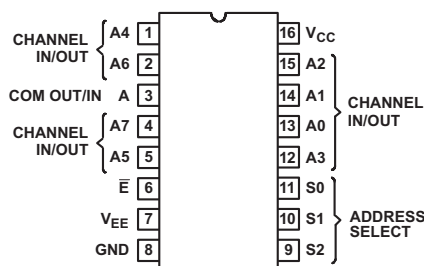 CHANNEL
IN/OUT
A4 1
A6 2
COM OUT/IN A 3
CHANNEL
IN/OUT
A7 4
A5 5
E̅ 6
VEE 7
GND 8
16 VCC
15 A2
14 A1
13 A0
12 A3
CHANNEL
IN/OUT
11 S0
10 S1
9 S2
ADDRESS
SELECT